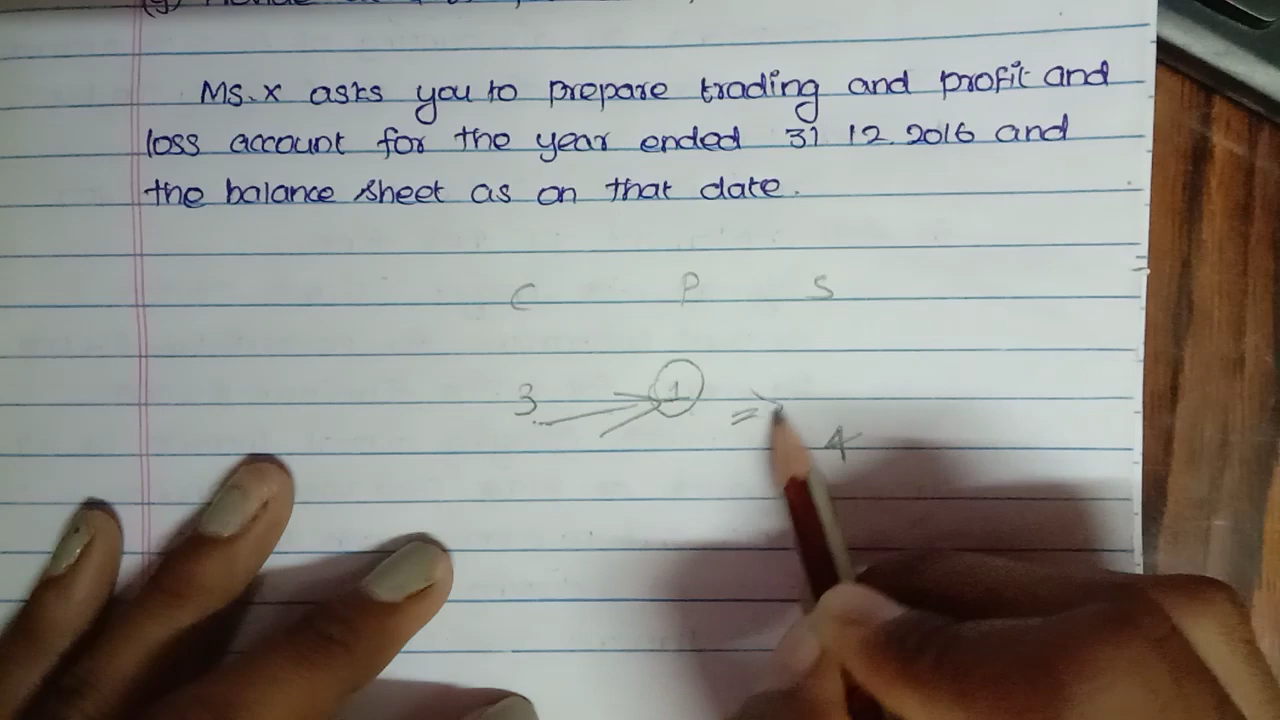 Ms.X asks you to prepare trading and profit and
loss account for the year ended 31.12.2016 and
the balance sheet as on that date.
C P S
3 1 =
4